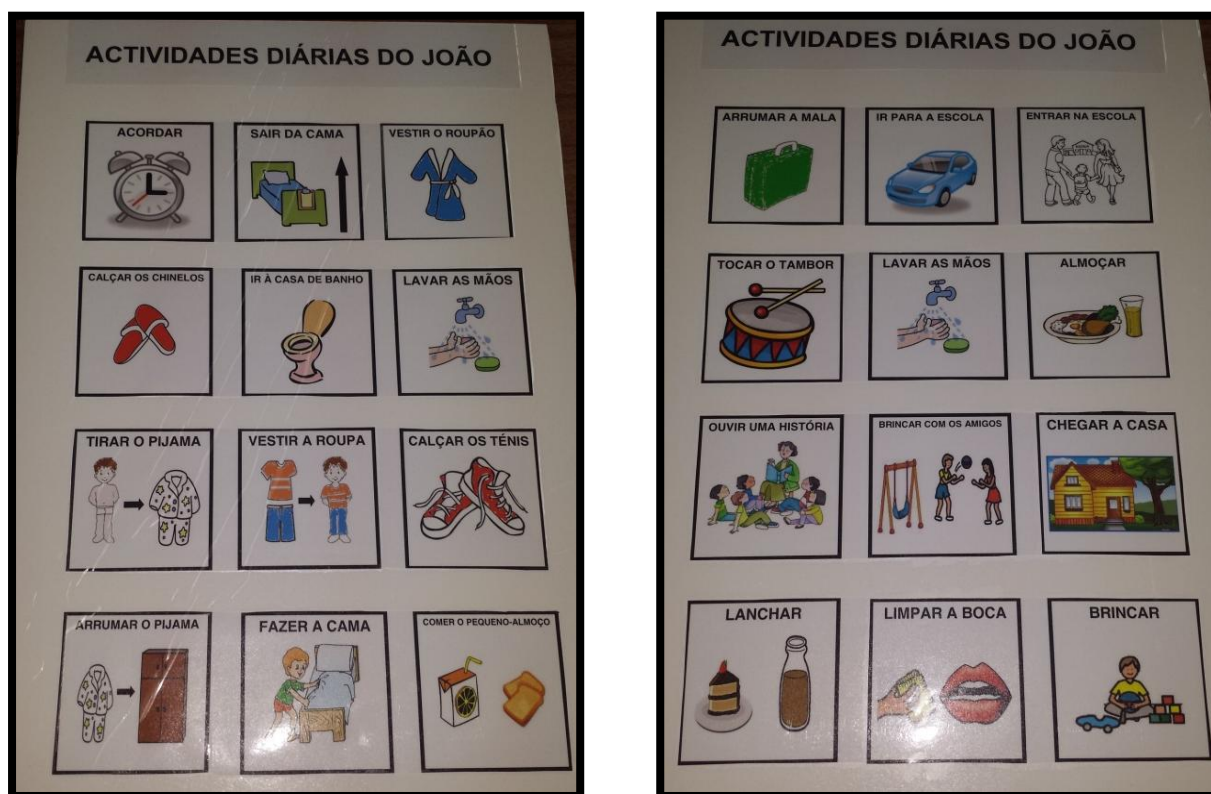 ACTIVIDADES DIÁRIAS DO JOÃO
ACORDAR
SAIR DA CAMA
VESTIR O ROUPÃO
CALÇAR OS CHINELOS
IR À CASA DE BANHO
LAVAR AS MÃOS
TIRAR O PIJAMA
VESTIR A ROUPA
CALÇAR OS TÉNIS
ARRUMAR O PIJAMA
FAZER A CAMA
COMER O PEQUENO-ALMOÇO
ACTIVIDADES DIÁRIAS DO JOÃO
ARRUMAR A MALA
IR PARA A ESCOLA
ENTRAR NA ESCOLA
TOCAR O TAMBOR
LAVAR AS MÃOS
ALMOÇAR
OUVIR UMA HISTÓRIA
BRINCAR COM OS AMIGOS
CHEGAR A CASA
LANCHAR
LIMPAR A BOCA
BRINCAR